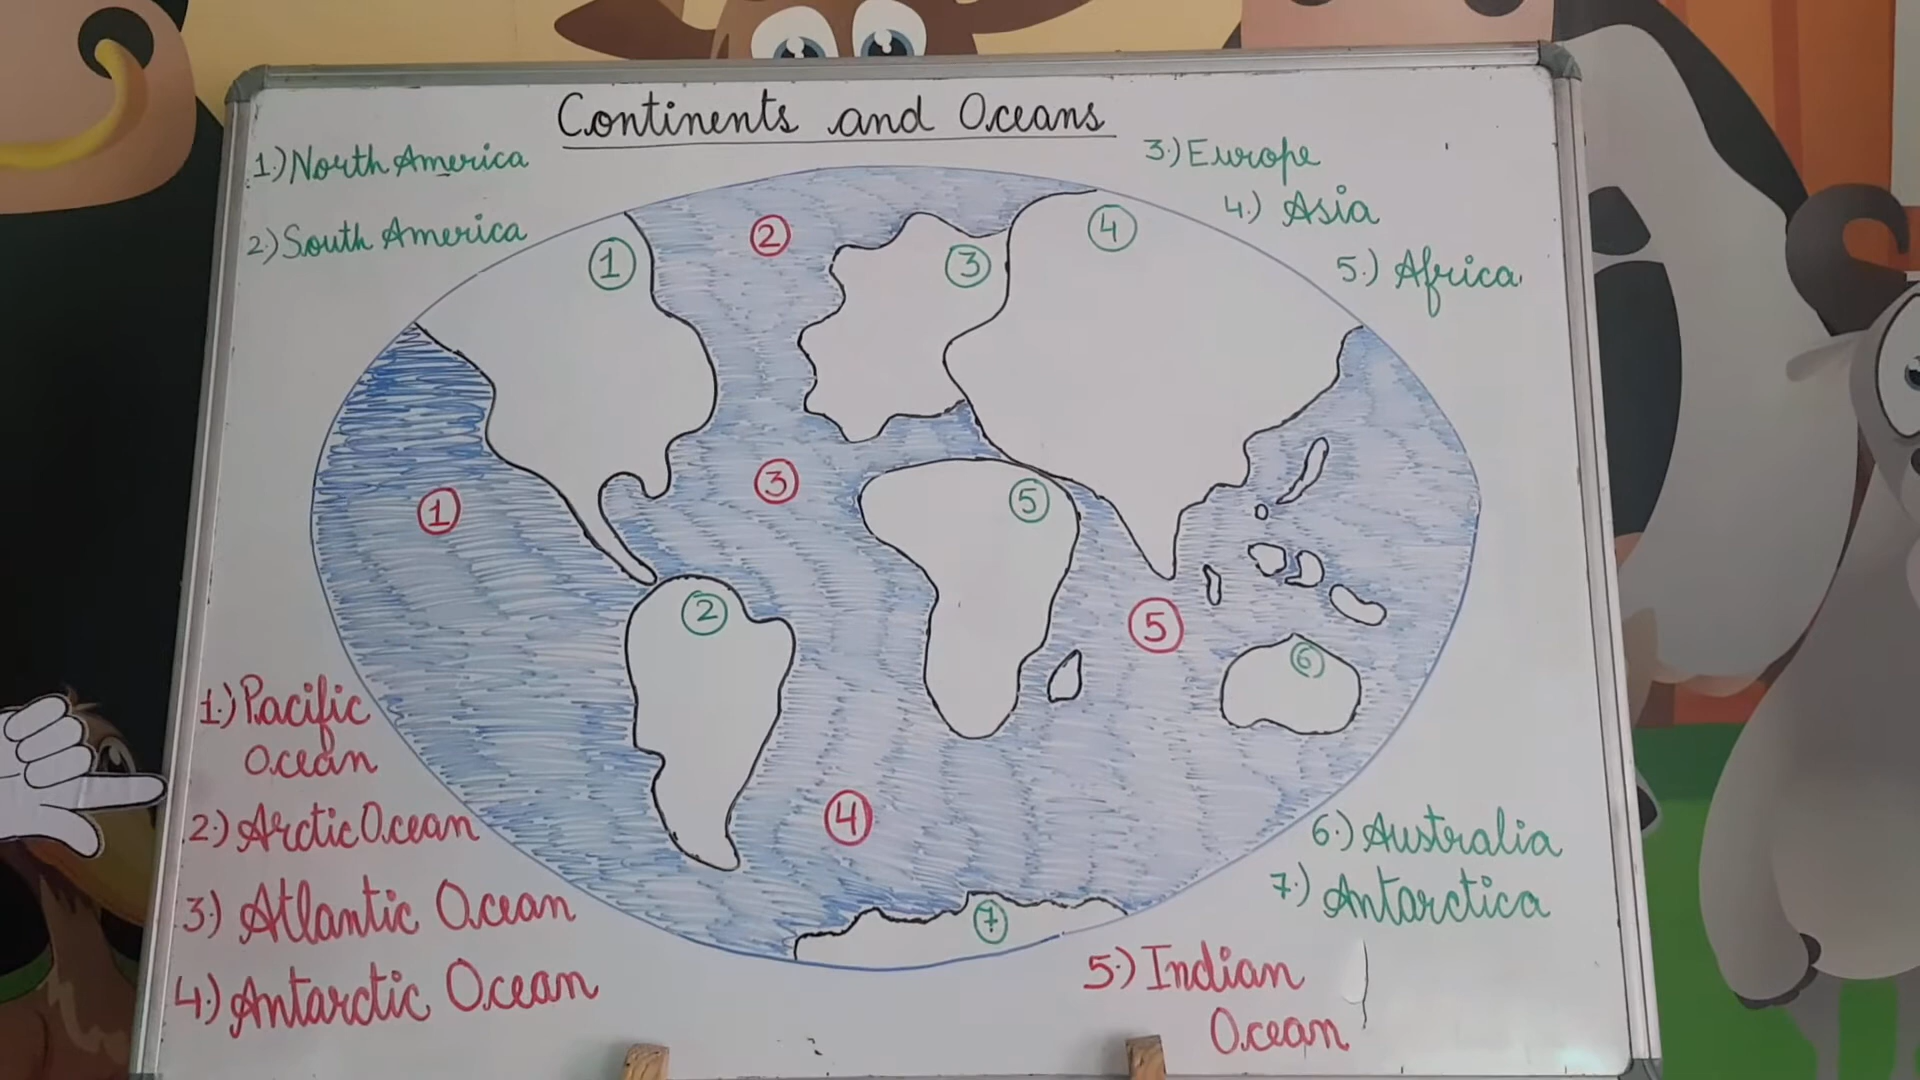 Continents and Oceans
1.) North America
2.) South America
3.) Europe
4.) Asia
5.) Africa
1
2
3
4
2
1
3
5
2
5
6
4
7
1.) Pacific
Ocean
2.) Arctic Ocean
3.) Atlantic Ocean
4.) Antarctic Ocean
6.) Australia
7.) Antarctica
5.) Indian
Ocean